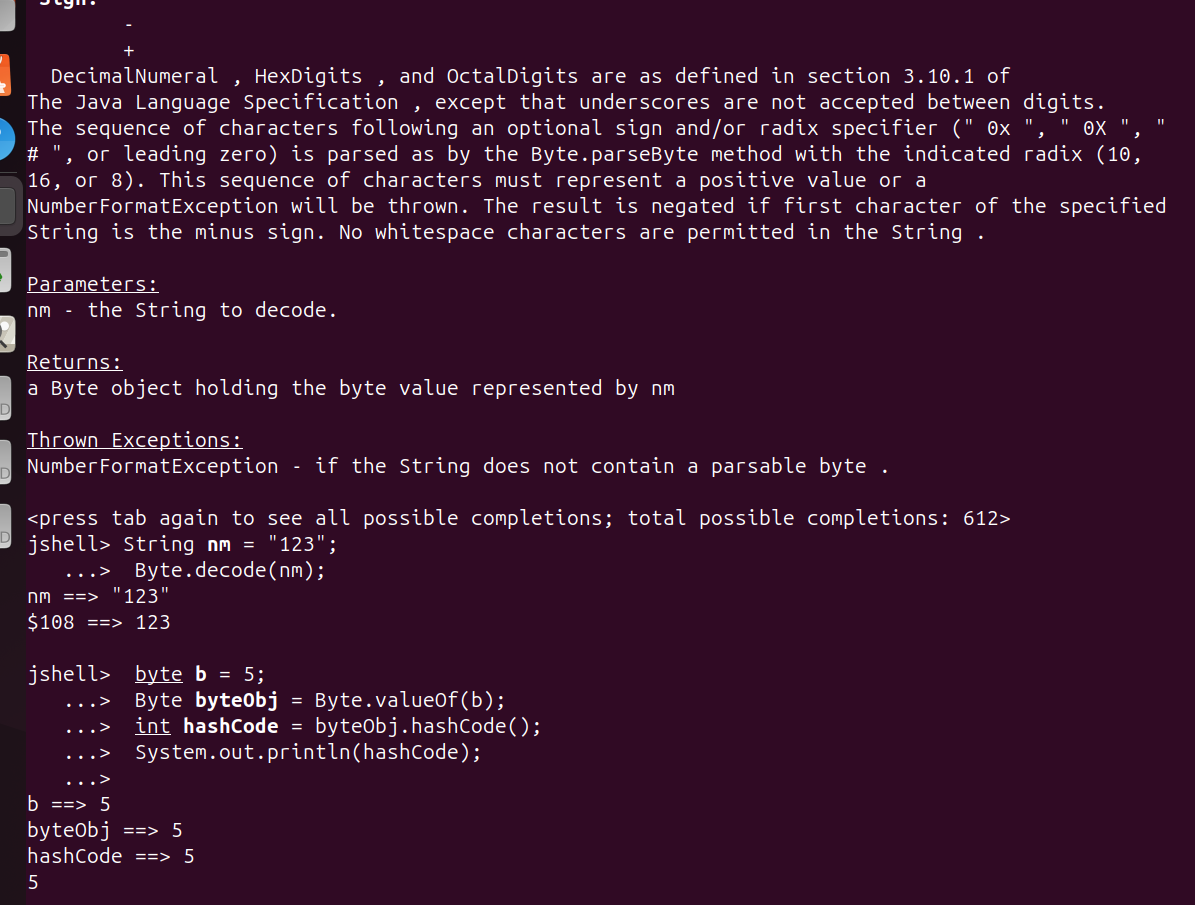 Sign:
-
+
DecimalNumeral , HexDigits , and OctalDigits are as defined in section 3.10.1 of
The Java Language Specification , except that underscores are not accepted between digits.
The sequence of characters following an optional sign and/or radix specifier (" 0x ", " 0X ", "
# ", or leading zero) is parsed as by the Byte.parseByte method with the indicated radix (10,
16, or 8). This sequence of characters must represent a positive value or a
NumberFormatException will be thrown. The result is negated if first character of the specified
String is the minus sign. No whitespace characters are permitted in the String .
Parameters:
nm - the String to decode.
Returns:
a Byte object holding the byte value represented by nm
Thrown Exceptions:
NumberFormatException - if the String does not contain a parsable byte .
<press tab again to see all possible completions; total possible completions: 612>
jshell> String nm = "123";
...> Byte.decode(nm);
nm ==> "123"
$108 ==> 123
jshell> byte b = 5;
...> Byte byteObj = Byte.valueOf(b);
...> int hashCode = byteObj.hashCode();
...> System.out.println(hashCode);
...>
b ==> 5
byteObj ==> 5
hashCode ==> 5
5